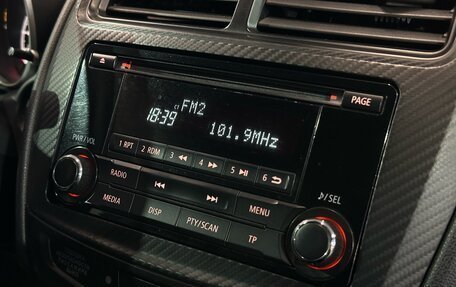 PAGE
CT FM2
18:39 101.9MHz
PWR/VOL
1 RPT 2 RDM 3 4 5 6
♪/SEL
RADIO
MENU
MEDIA DISP PTY/SCAN TP